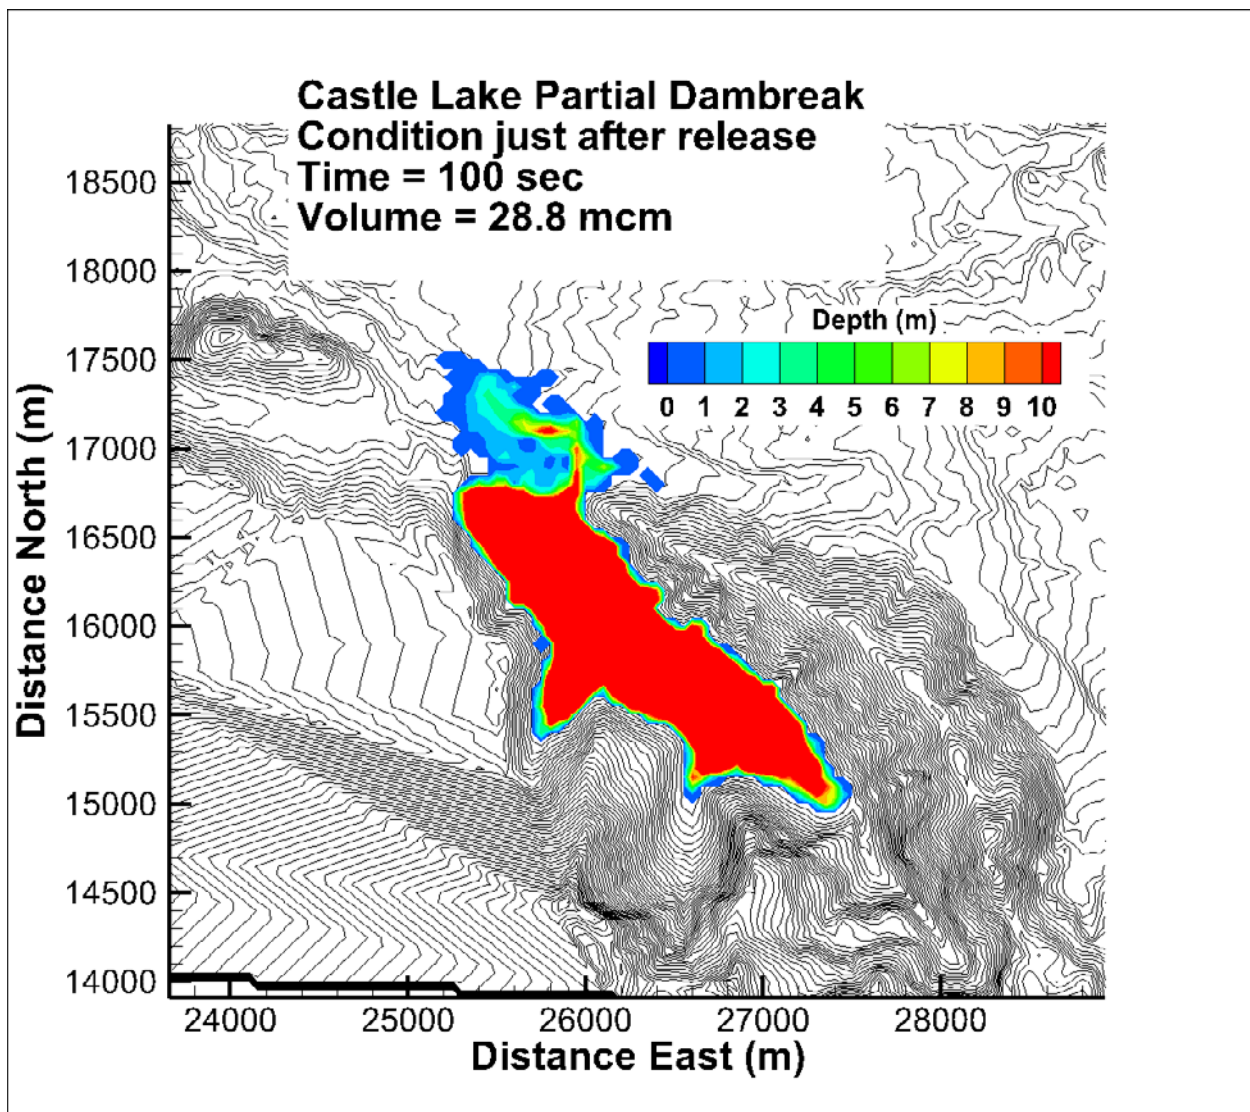 Castle Lake Partial Dambreak
Condition just after release
Time = 100 sec
Volume = 28.8 mcm
Depth (m)
0 1 2 3 4 5 6 7 8 9 10
Distance North (m)
18500
18000
17500
17000
16500
16000
15500
15000
14500
14000
24000 25000 26000 27000 28000
Distance East (m)